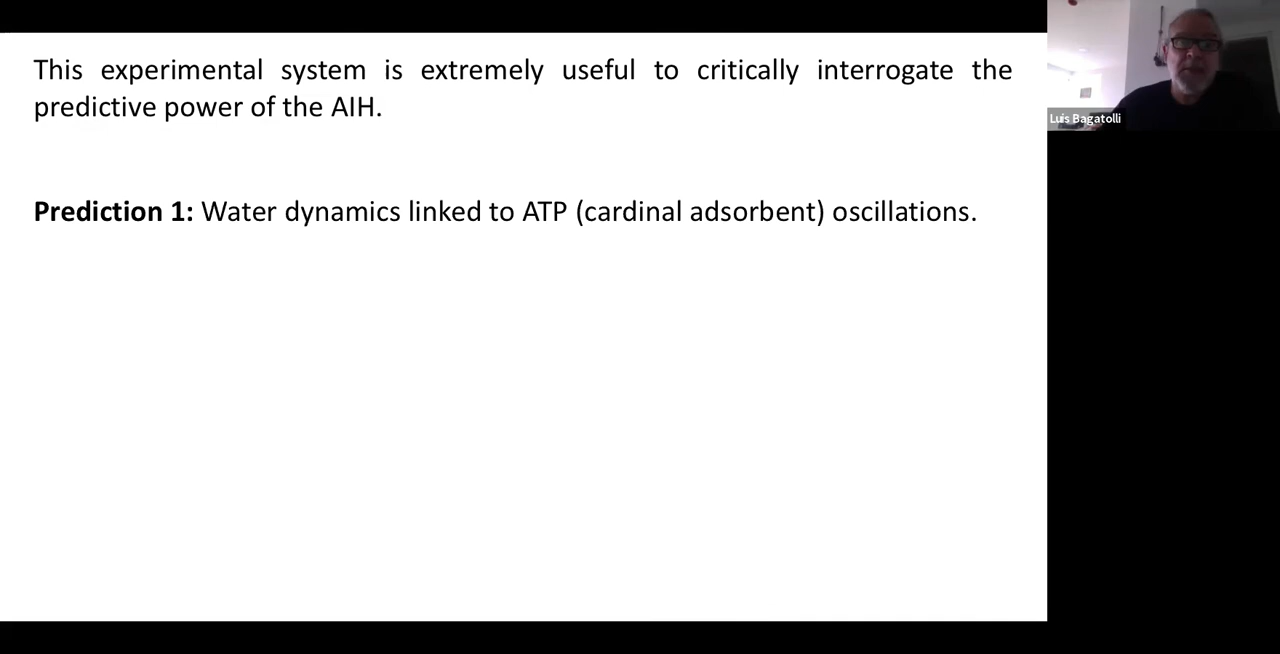 This experimental system is extremely useful to critically interrogate the
predictive power of the AIH.
Prediction 1: Water dynamics linked to ATP (cardinal adsorbent) oscillations.
Luis Bagatolli